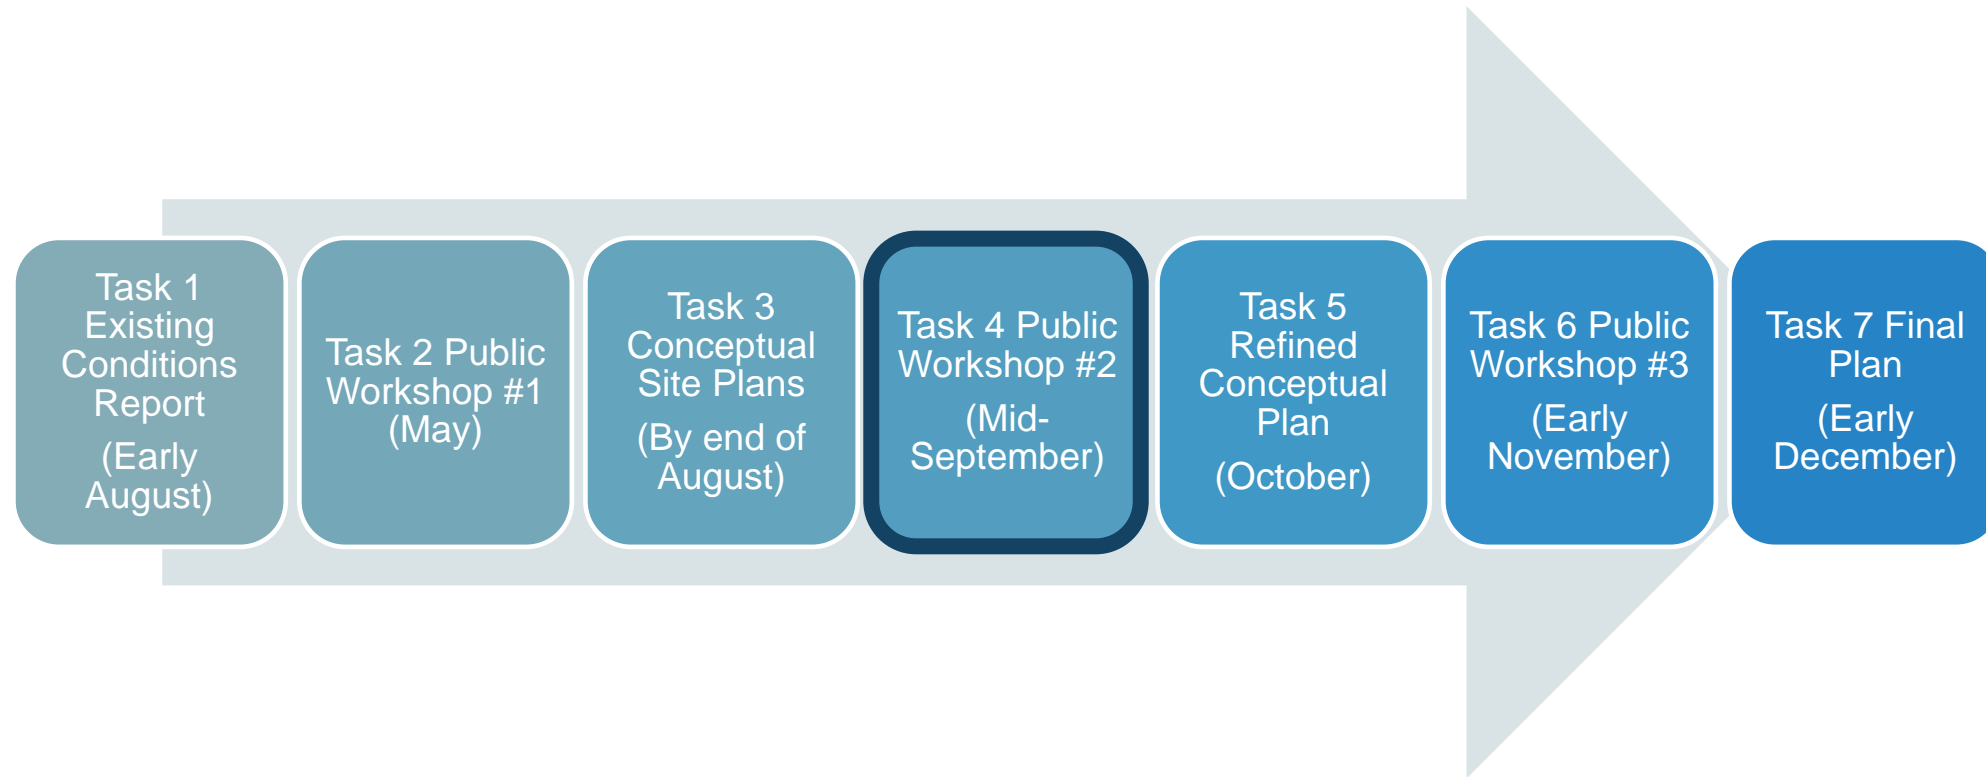 Task 1
Existing
Conditions
Report
(Early
August)
Task 2 Public
Workshop #1
(May)
Task 3
Conceptual
Site Plans
(By end of
August)
Task 4 Public
Workshop #2
(Mid-
September)
Task 5
Refined
Conceptual
Plan
(October)
Task 6 Public
Workshop #3
(Early
November)
Task 7 Final
Plan
(Early
December)